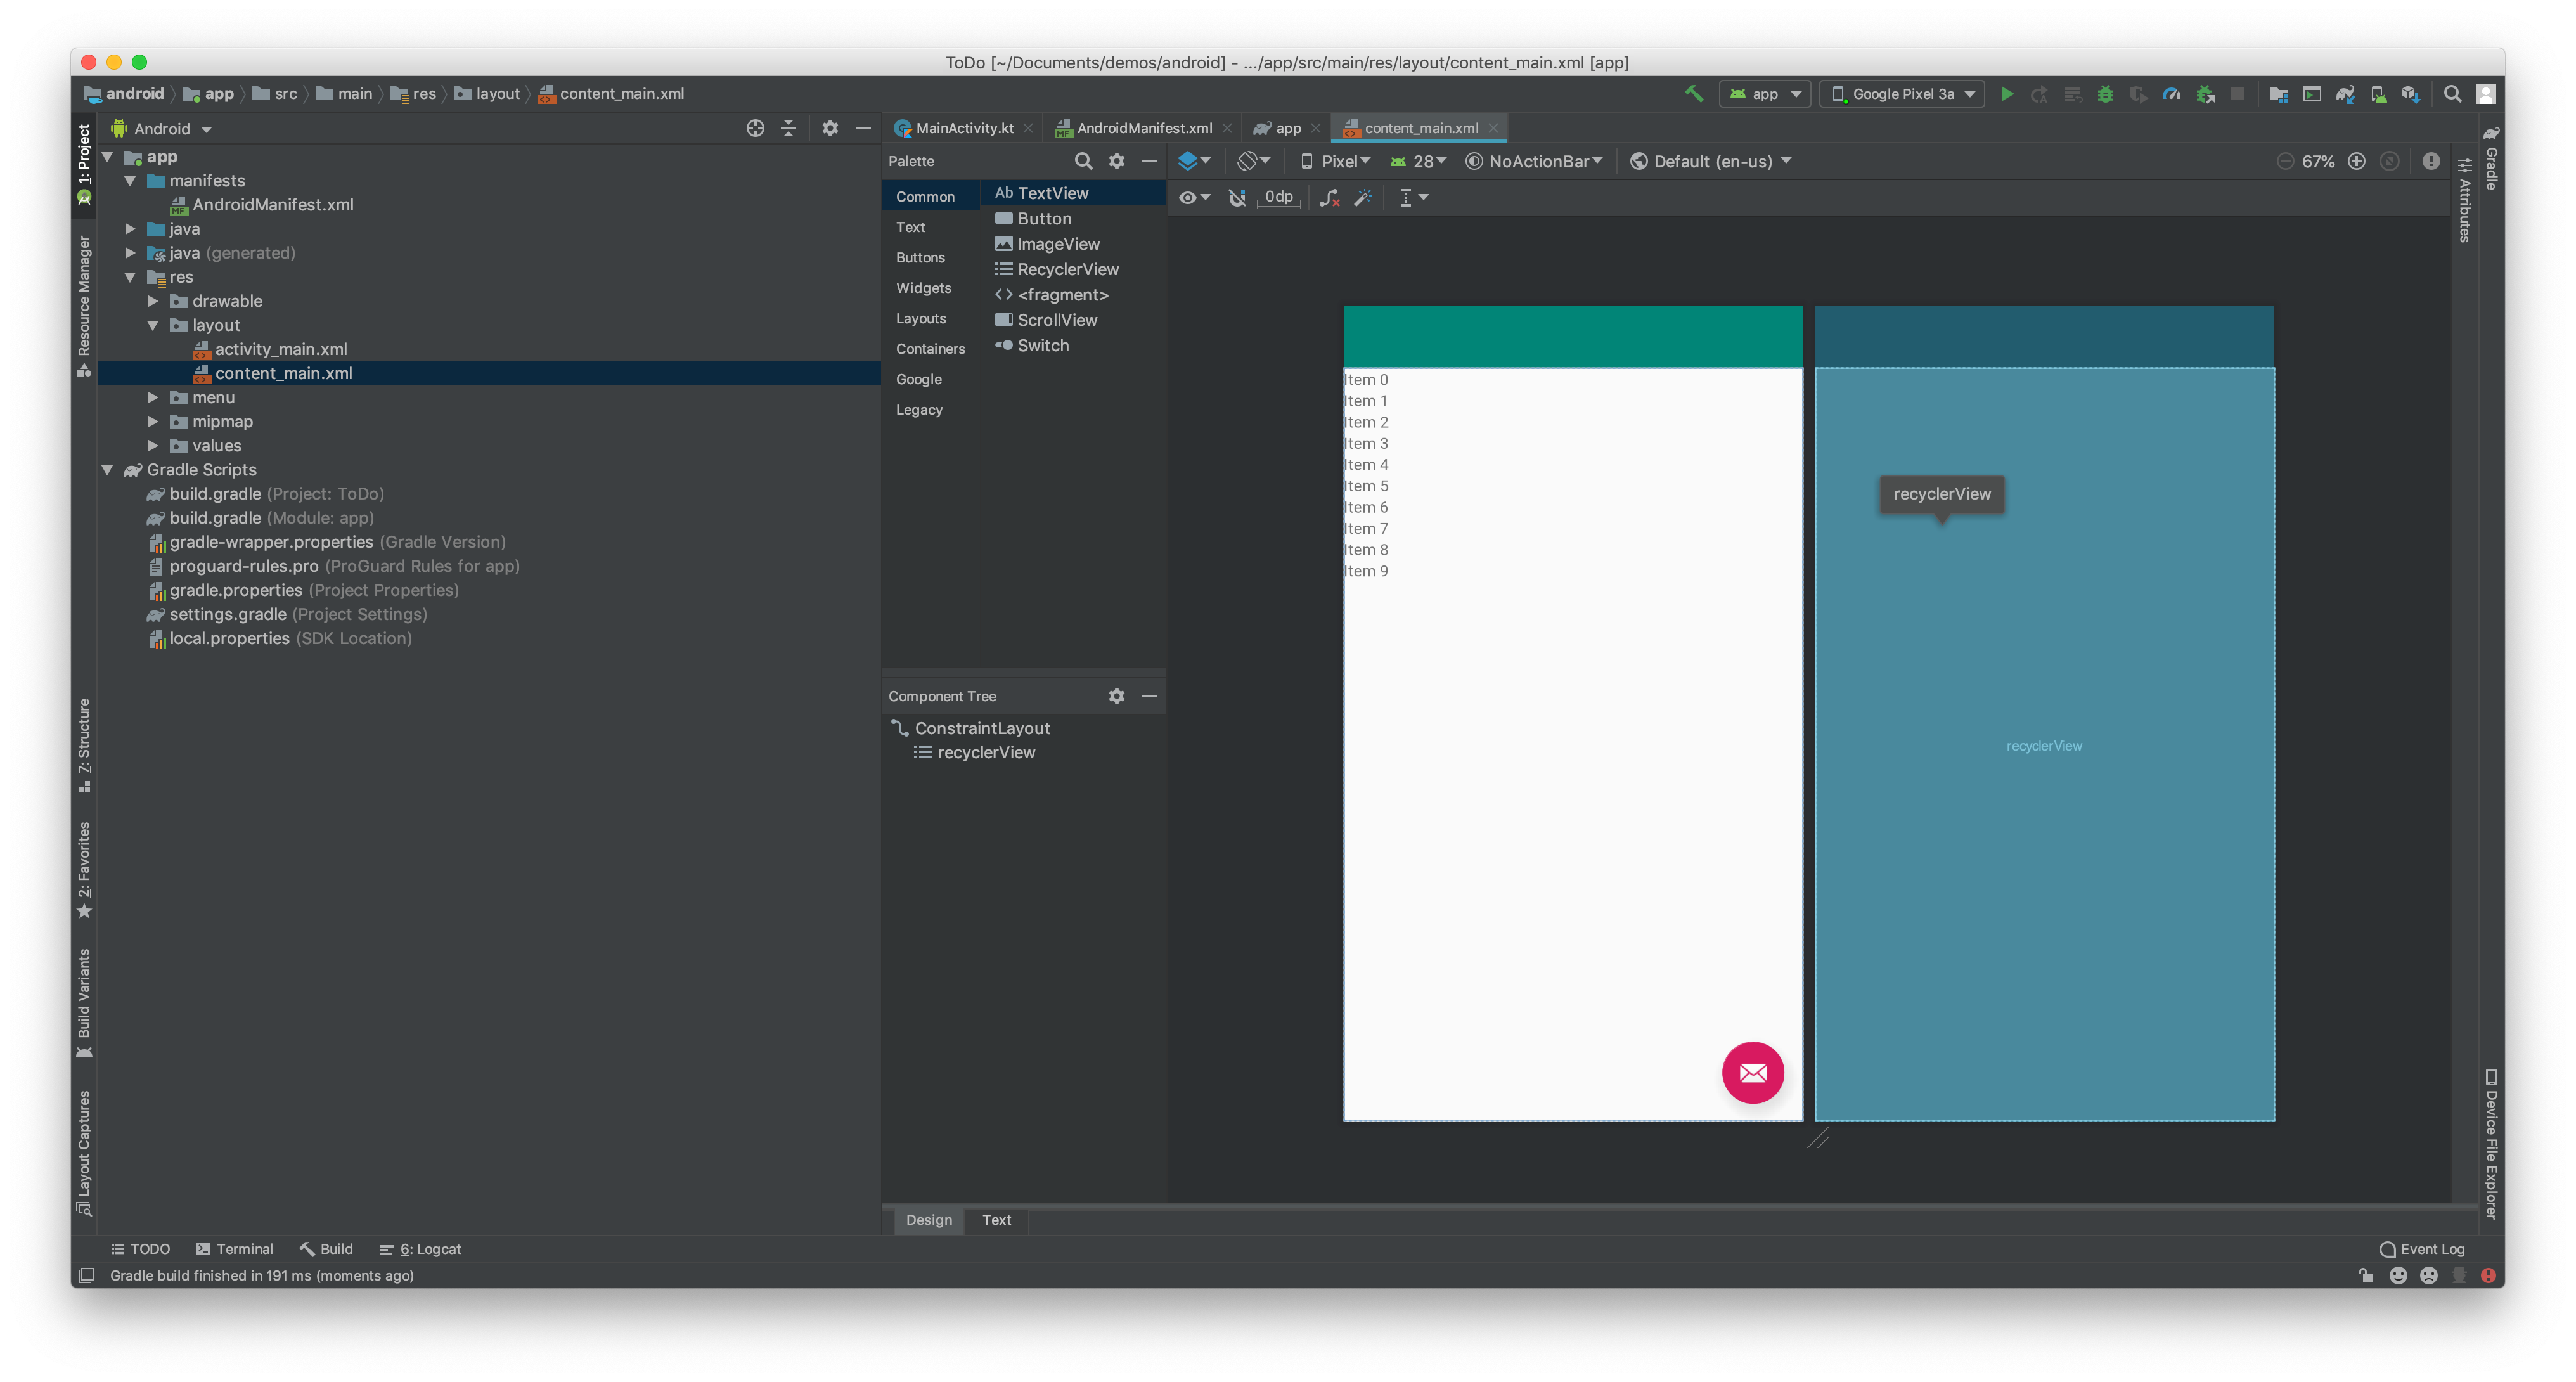 ToDo [~/Documents/demos/android] - .../app/src/main/res/layout/content_main.xml [app]
android app src main res layout content_main.xml
app Google Pixel 3a
1: Project
Resource Manager
Z: Structure
2: Favorites
Build Variants
Layout Captures
Android
app
manifests
AndroidManifest.xml
java
java (generated)
res
drawable
layout
activity_main.xml
content_main.xml
menu
mipmap
values
Gradle Scripts
build.gradle (Project: ToDo)
build.gradle (Module: app)
gradle-wrapper.properties (Gradle Version)
proguard-rules.pro (ProGuard Rules for app)
gradle.properties (Project Properties)
settings.gradle (Project Settings)
local.properties (SDK Location)
MainActivity.kt AndroidManifest.xml app content_main.xml
Palette
Common
Text
Buttons
Widgets
Layouts
Containers
Google
Legacy
Ab TextView
Button
ImageView
RecyclerView
<fragment>
ScrollView
Switch
Component Tree
ConstraintLayout
recyclerView
Pixel 28 NoActionBar Default (en-us) 67%
0dp
Item 0
Item 1
Item 2
Item 3
Item 4
Item 5
Item 6
Item 7
Item 8
Item 9
recyclerView
recyclerView
Attributes
Gradle
Device File Explorer
Design Text
TODO Terminal Build 6: Logcat Event Log
Gradle build finished in 191 ms (moments ago)